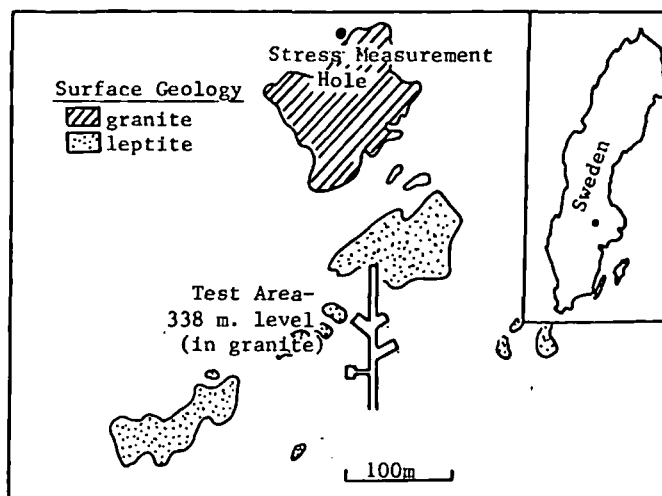 Stress Measurement
Hole
Surface Geology
granite
leptite
Sweden
Test Area-
338 m. level
(in granite)
100m